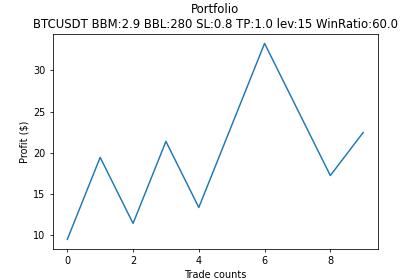 Portfolio
BTCUSDT BBM:2.9 BBL:280 SL:0.8 TP:1.0 lev:15 WinRatio:60.0
Profit ($)
30
25
20
15
10
0 2 4 6 8
Trade counts